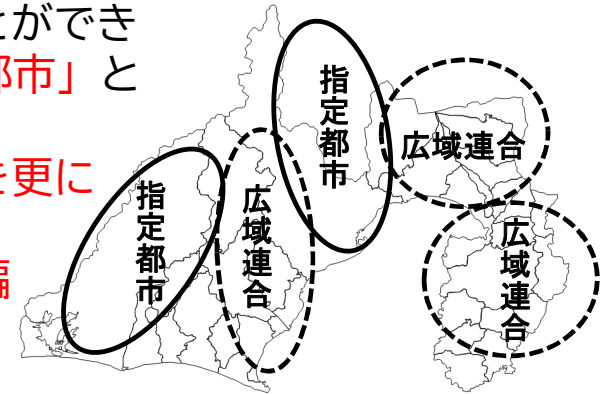 とができ
都市」と
を更に
編
指定都市
広域連合
指定都市
広域連合
広域連合